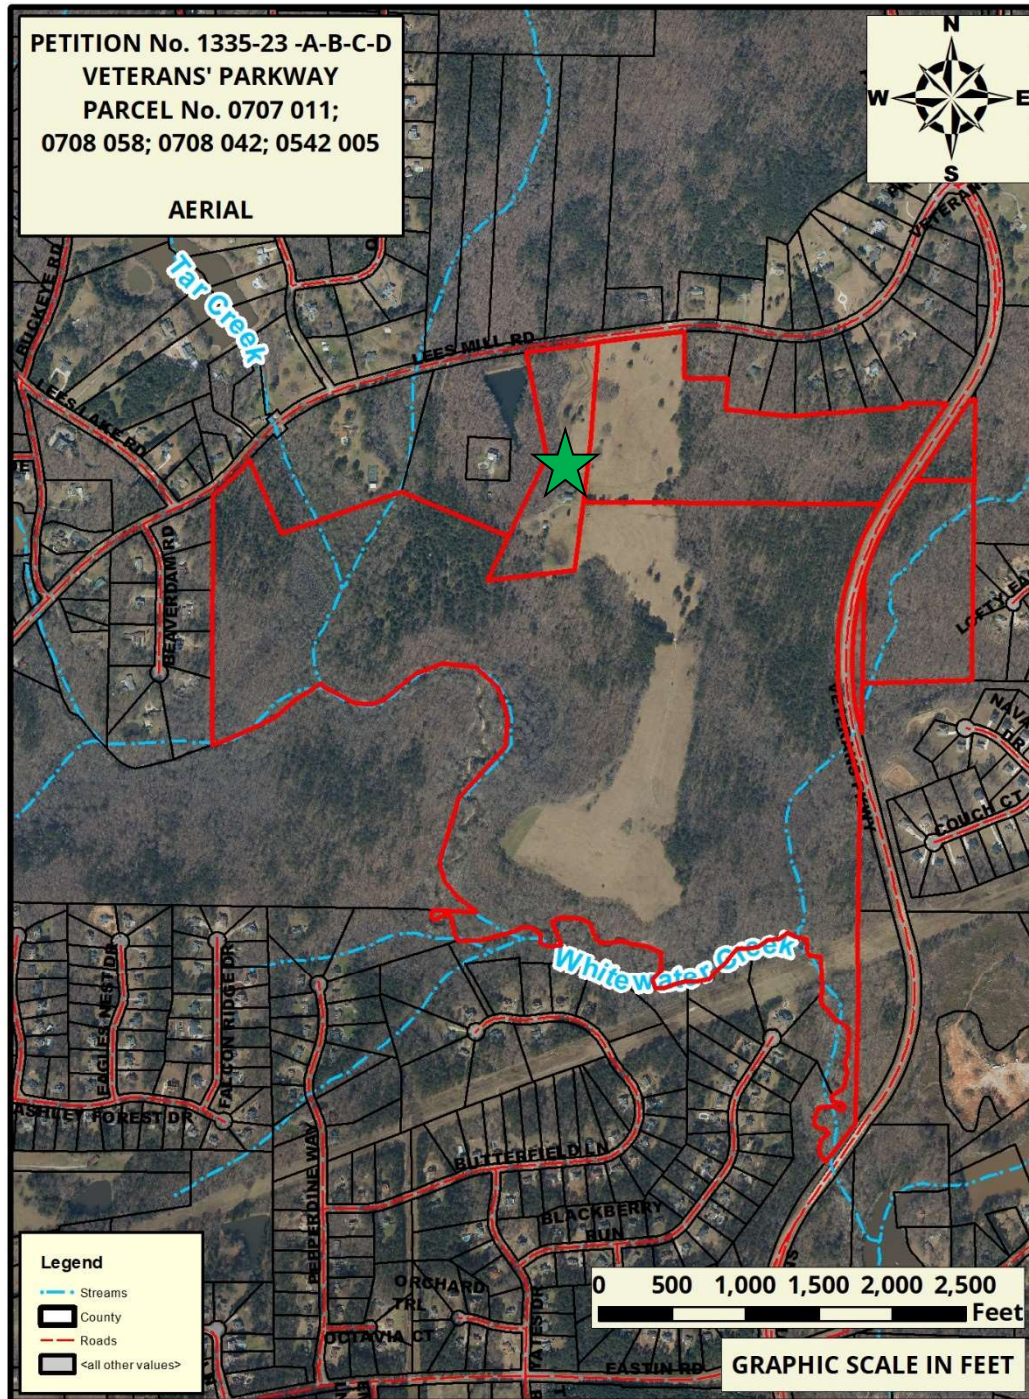 PETITION No. 1335-23 -A-B-C-D
VETERANS' PARKWAY
PARCEL No. 0707 011;
0708 058; 0708 042; 0542 005
AERIAL
N
W
E
S
BUCKEYE RD
Tar Creek
LEES MILL RD
LEES LAKE RD
BEAVERDAM RD
VETERANS PKWY
COUCH CT
DR
Whitewater Creek
EAGLES NEST DR
FALCON RIDGE DR
ASHLEY FOREST DR
PEPPERDINE WAY
BUTTERFIELD LN
BLACKBERRY
RUN
ORCHARD
TRL
OCTAVIA CT
YATES DR
EASTIN RD
Legend
Streams
County
Roads
<all other values>
0 500 1,000 1,500 2,000 2,500
Feet
GRAPHIC SCALE IN FEET